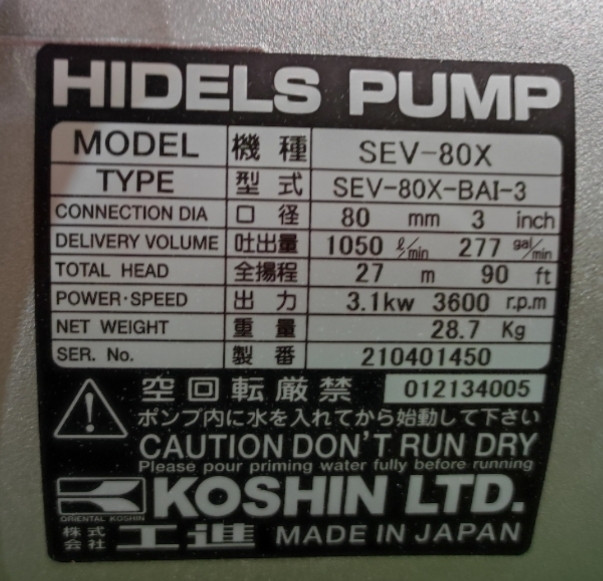 HIDELS PUMP
MODEL 機種 SEV-80X
TYPE 型式 SEV-80X-BAI-3
CONNECTION DIA 口径 80 mm 3 inch
DELIVERY VOLUME 吐出量 1050 ℓ/min 277 gal/min
TOTAL HEAD 全揚程 27 m 90 ft
POWER·SPEED 出力 3.1kw 3600 r.p.m
NET WEIGHT 重量 28.7 Kg
SER. No. 製番 210401450
空回転厳禁 012134005
ポンプ内に水を入れてから始動して下さい
CAUTION DON'T RUN DRY
Please pour priming water fully before running
KOSHIN LTD.
ORIENTAL KOSHIN
株式会社 工進 MADE IN JAPAN